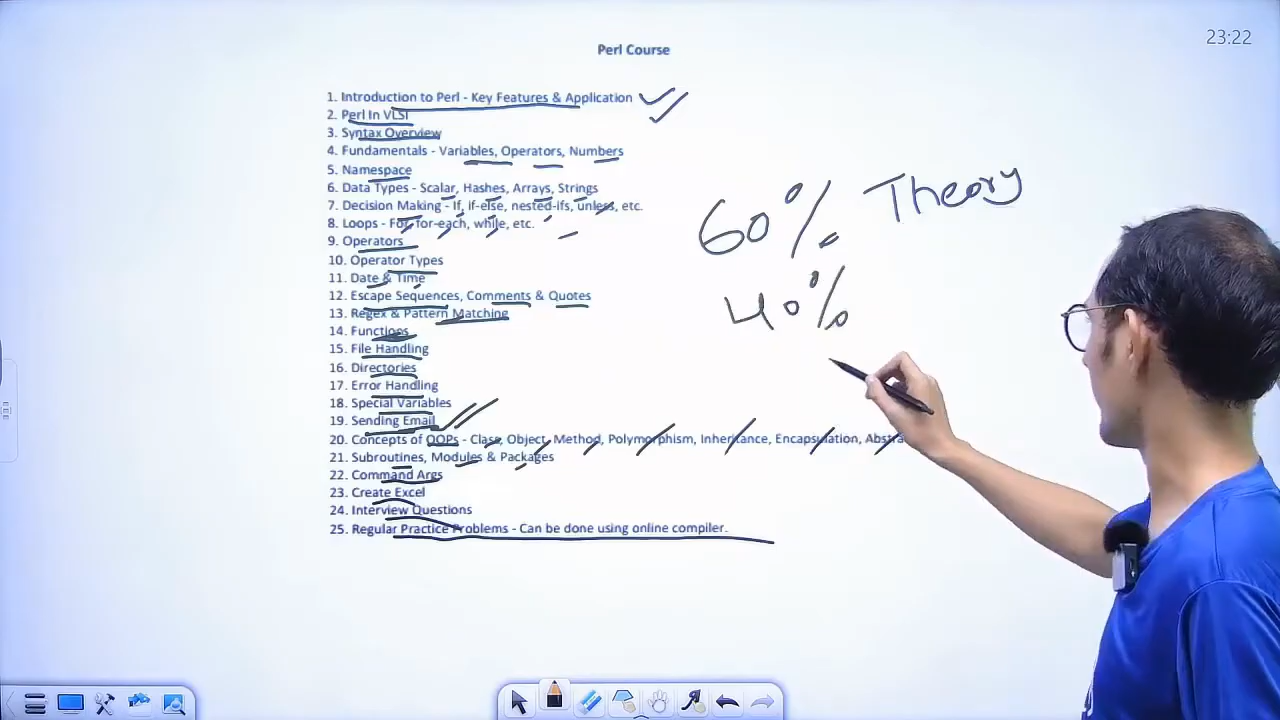 23:22
Perl Course
1. Introduction to Perl - Key Features & Application
2. Perl In VLSI
3. Syntax Overview
4. Fundamentals - Variables, Operators, Numbers
5. Namespace
6. Data Types - Scalar, Hashes, Arrays, Strings
7. Decision Making - If, if-else, nested-ifs, unless, etc.
8. Loops - For, for-each, while, etc.
9. Operators
10. Operator Types
11. Date & Time
12. Escape Sequences, Comments & Quotes
13. Regex & Pattern Matching
14. Functions
15. File Handling
16. Directories
17. Error Handling
18. Special Variables
19. Sending Email
20. Concepts of OOPs - Class, Object, Method, Polymorphism, Inheritance, Encapsulation,
21. Subroutines, Modules & Packages
22. Command Args
23. Create Excel
24. Interview Questions
25. Regular Practice Problems - Can be done using online compiler.
60% Theory
40%